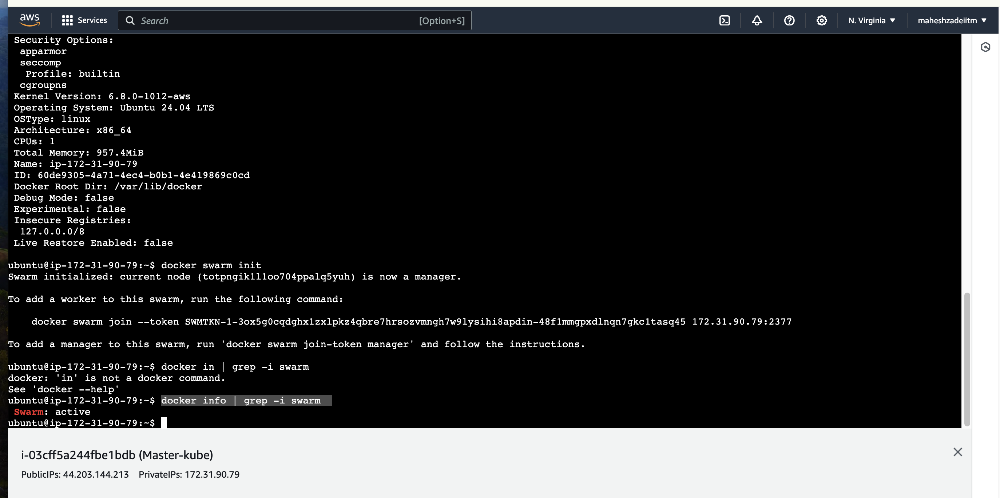 aws Services Search [Option+S] N. Virginia maheshzadeiitm
Security Options:
apparmor
seccomp
Profile: builtin
cgroupns
Kernel Version: 6.8.0-1012-aws
Operating System: Ubuntu 24.04 LTS
OSType: linux
Architecture: x86_64
CPUs: 1
Total Memory: 957.4MiB
Name: ip-172-31-90-79
ID: 60de9305-4a71-4ec4-b0b1-4e419869c0cd
Docker Root Dir: /var/lib/docker
Debug Mode: false
Experimental: false
Insecure Registries:
127.0.0.0/8
Live Restore Enabled: false
ubuntu@ip-172-31-90-79:~$ docker swarm init
Swarm initialized: current node (totpngik1l1oo704ppalq5yuh) is now a manager.
To add a worker to this swarm, run the following command:
docker swarm join --token SWMTKN-1-3ox5g0cqdghx1zxlpkz4qbre7hrsozvmngh7w9lysihi8apdin-48f1mmgpxdlnqn7gkc1tasq45 172.31.90.79:2377
To add a manager to this swarm, run 'docker swarm join-token manager' and follow the instructions.
ubuntu@ip-172-31-90-79:~$ docker in | grep -i swarm
docker: 'in' is not a docker command.
See 'docker --help'
ubuntu@ip-172-31-90-79:~$ docker info | grep -i swarm
Swarm: active
ubuntu@ip-172-31-90-79:~$
i-03cff5a244fbe1bdb (Master-kube)
PublicIPs: 44.203.144.213 PrivateIPs: 172.31.90.79